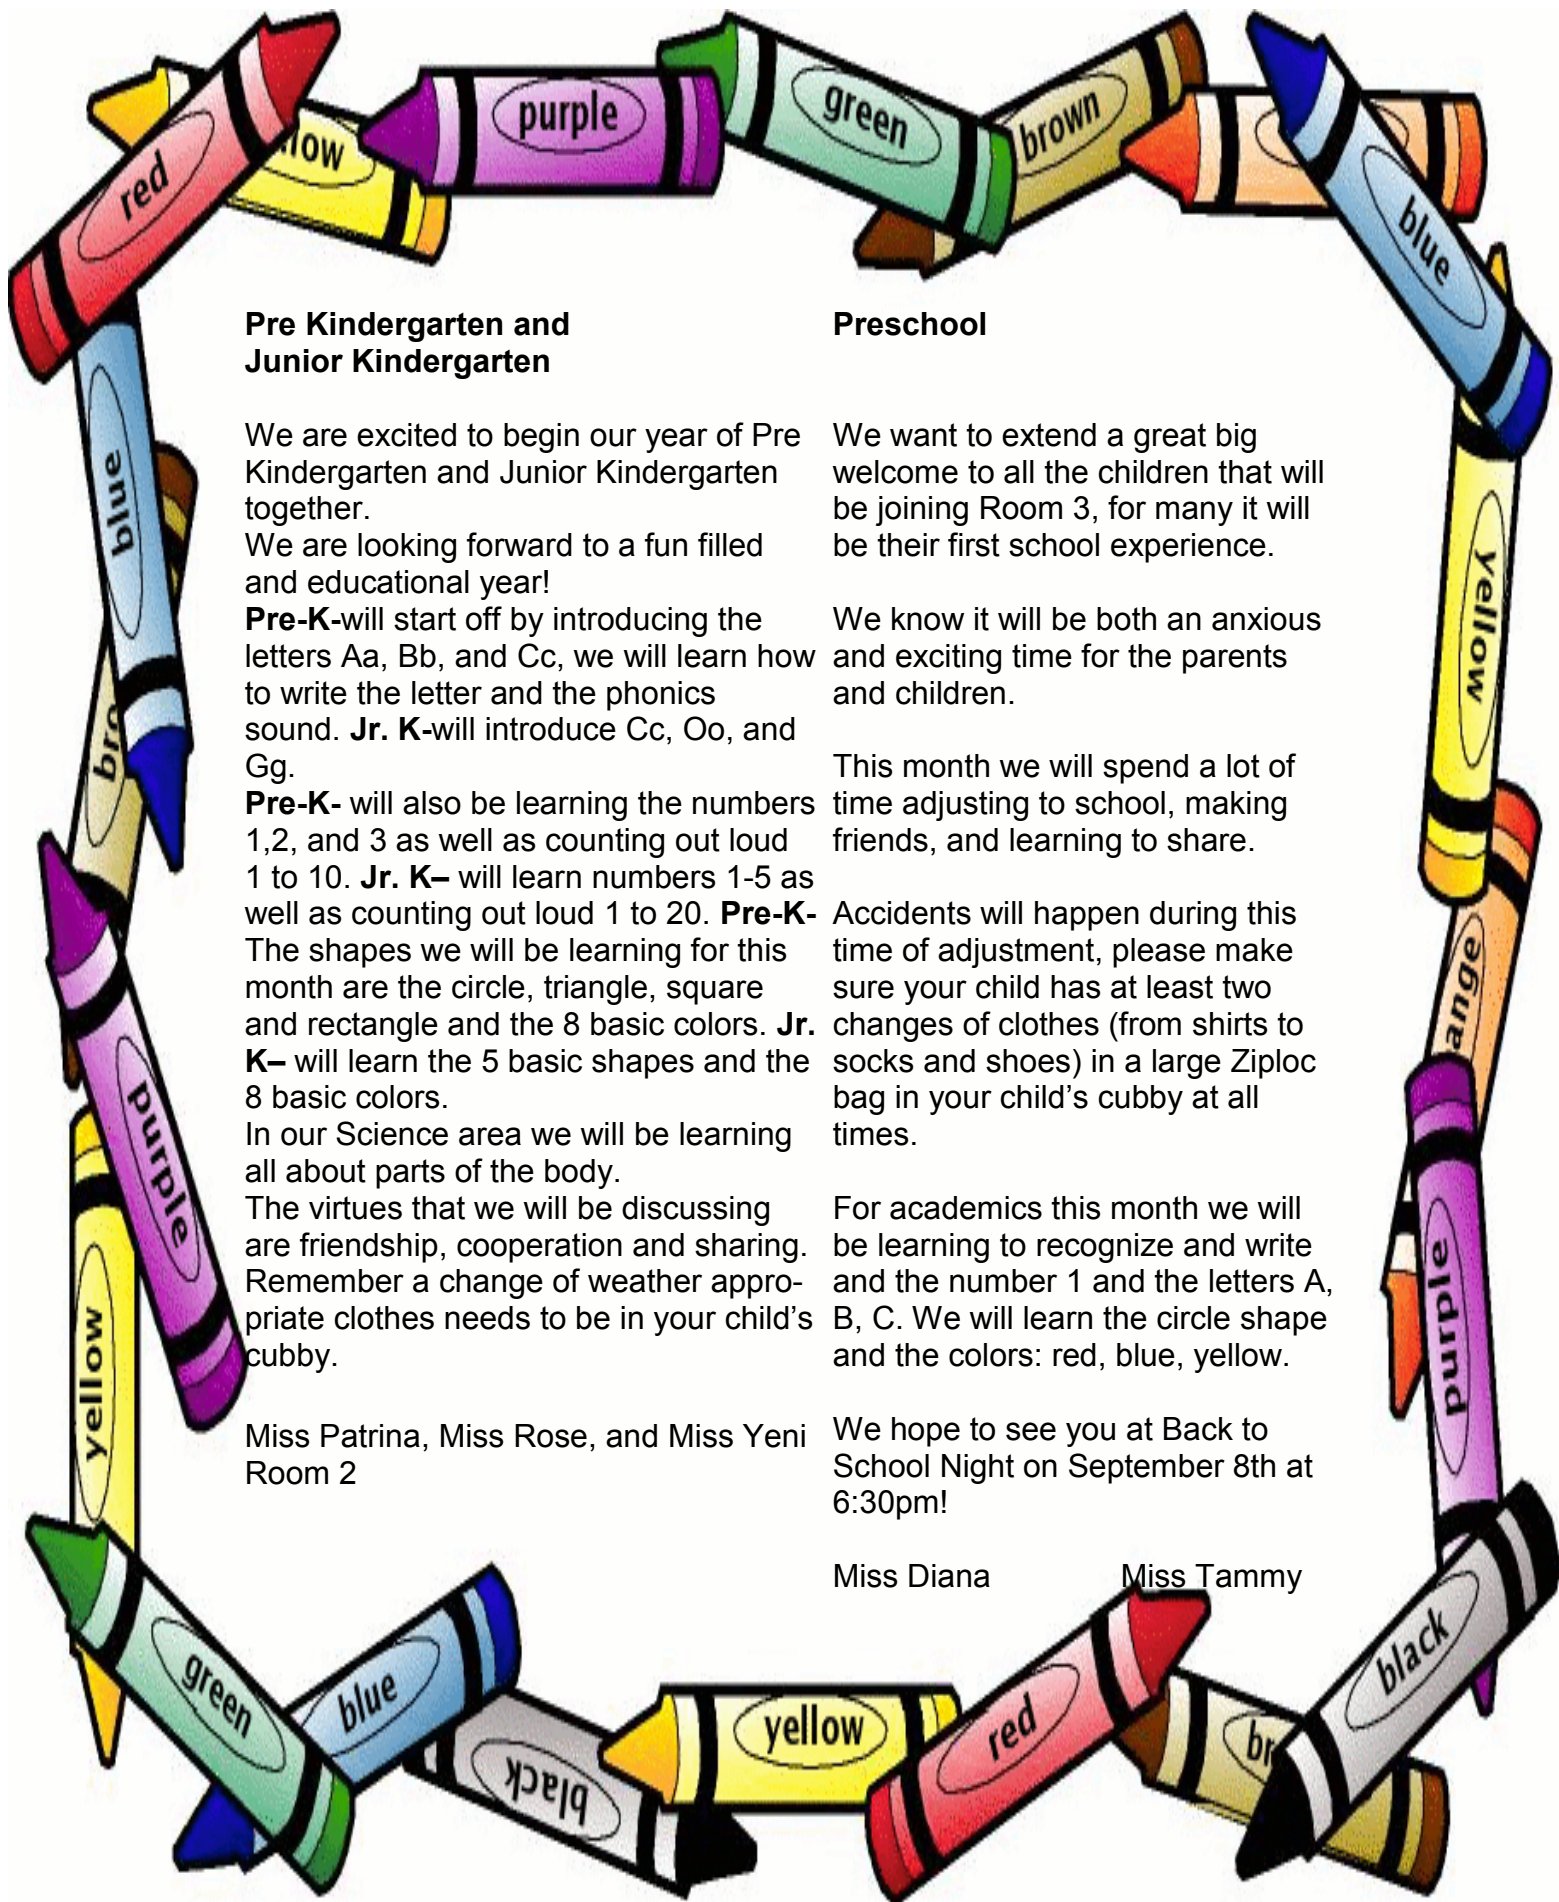 red
yellow
purple
green
brown
blue
Pre Kindergarten and
Junior Kindergarten
We are excited to begin our year of Pre
Kindergarten and Junior Kindergarten
together.
We are looking forward to a fun filled
and educational year!
Pre-K-will start off by introducing the
letters Aa, Bb, and Cc, we will learn how
to write the letter and the phonics
sound. Jr. K-will introduce Cc, Oo, and
Gg.
Pre-K- will also be learning the numbers
1,2, and 3 as well as counting out loud
1 to 10. Jr. K– will learn numbers 1-5 as
well as counting out loud 1 to 20. Pre-K-
The shapes we will be learning for this
month are the circle, triangle, square
and rectangle and the 8 basic colors. Jr.
K– will learn the 5 basic shapes and the
8 basic colors.
In our Science area we will be learning
all about parts of the body.
The virtues that we will be discussing
are friendship, cooperation and sharing.
Remember a change of weather appro-
priate clothes needs to be in your child’s
cubby.
Miss Patrina, Miss Rose, and Miss Yeni
Room 2
Preschool
We want to extend a great big
welcome to all the children that will
be joining Room 3, for many it will
be their first school experience.
We know it will be both an anxious
and exciting time for the parents
and children.
This month we will spend a lot of
time adjusting to school, making
friends, and learning to share.
Accidents will happen during this
time of adjustment, please make
sure your child has at least two
changes of clothes (from shirts to
socks and shoes) in a large Ziploc
bag in your child’s cubby at all
times.
For academics this month we will
be learning to recognize and write
and the number 1 and the letters A,
B, C. We will learn the circle shape
and the colors: red, blue, yellow.
We hope to see you at Back to
School Night on September 8th at
6:30pm!
Miss Diana Miss Tammy
blue
bro
purple
yellow
yellow
ange
purple
green
blue
black
yellow
red
br
black